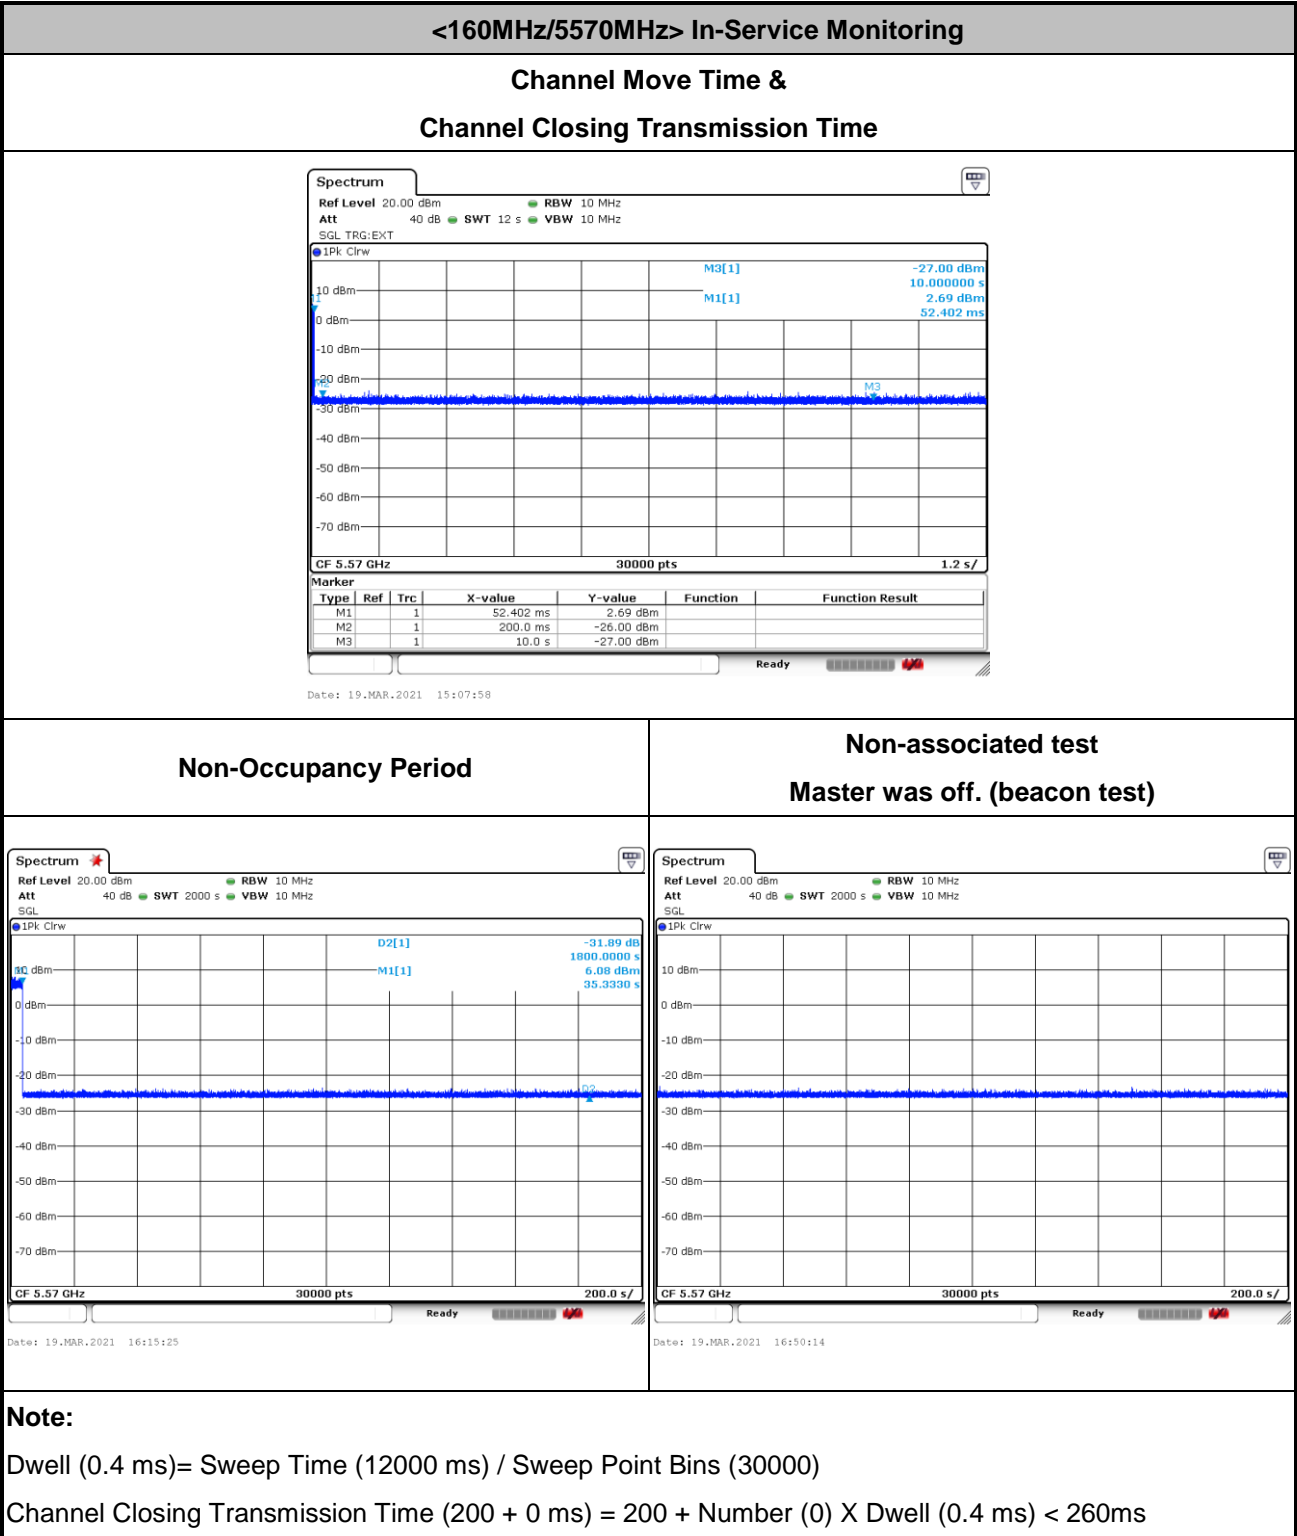 <160MHz/5570MHz> In-Service Monitoring
Channel Move Time &
Channel Closing Transmission Time
Spectrum
Ref Level 20.00 dBm RBW 10 MHz
Att 40 dB SWT 12 s VBW 10 MHz
SGL TRG:EXT
1Pk Clrw
M3[1] -27.00 dBm
10.000000 s
M1[1] 2.69 dBm
52.402 ms
10 dBm
0 dBm
-10 dBm
-20 dBm
M2
M3
-30 dBm
-40 dBm
-50 dBm
-60 dBm
-70 dBm
CF 5.57 GHz 30000 pts 1.2 s/
Marker
Type Ref Trc X-value Y-value Function Function Result
M1 1 52.402 ms 2.69 dBm
M2 1 200.0 ms -26.00 dBm
M3 1 10.0 s -27.00 dBm
Ready
Date: 19.MAR.2021 15:07:58
Non-Occupancy Period
Non-associated test
Master was off. (beacon test)
Spectrum
Ref Level 20.00 dBm RBW 10 MHz
Att 40 dB SWT 2000 s VBW 10 MHz
SGL
1Pk Clrw
D2[1] -31.89 dB
1800.0000 s
M1[1] 6.08 dBm
35.3330 s
M1
10 dBm
0 dBm
-10 dBm
-20 dBm
D2
-30 dBm
-40 dBm
-50 dBm
-60 dBm
-70 dBm
CF 5.57 GHz 30000 pts 200.0 s/
Ready
Date: 19.MAR.2021 16:15:25
Spectrum
Ref Level 20.00 dBm RBW 10 MHz
Att 40 dB SWT 2000 s VBW 10 MHz
SGL
1Pk Clrw
10 dBm
0 dBm
-10 dBm
-20 dBm
-30 dBm
-40 dBm
-50 dBm
-60 dBm
-70 dBm
CF 5.57 GHz 30000 pts 200.0 s/
Ready
Date: 19.MAR.2021 16:50:14
Note:
Dwell (0.4 ms)= Sweep Time (12000 ms) / Sweep Point Bins (30000)
Channel Closing Transmission Time (200 + 0 ms) = 200 + Number (0) X Dwell (0.4 ms) < 260ms